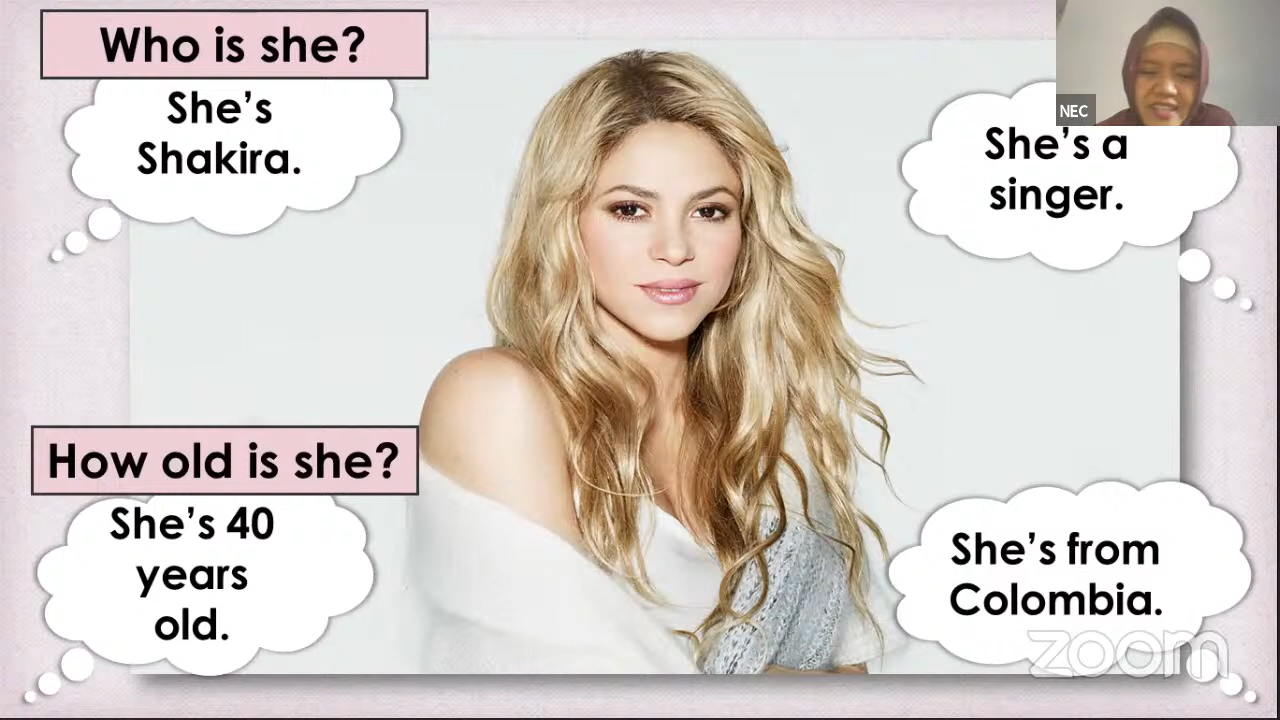 Who is she?
She's
Shakira.
NEC
She's a
singer.
How old is she?
She's 40
years
old.
She's from
Colombia.
zoom